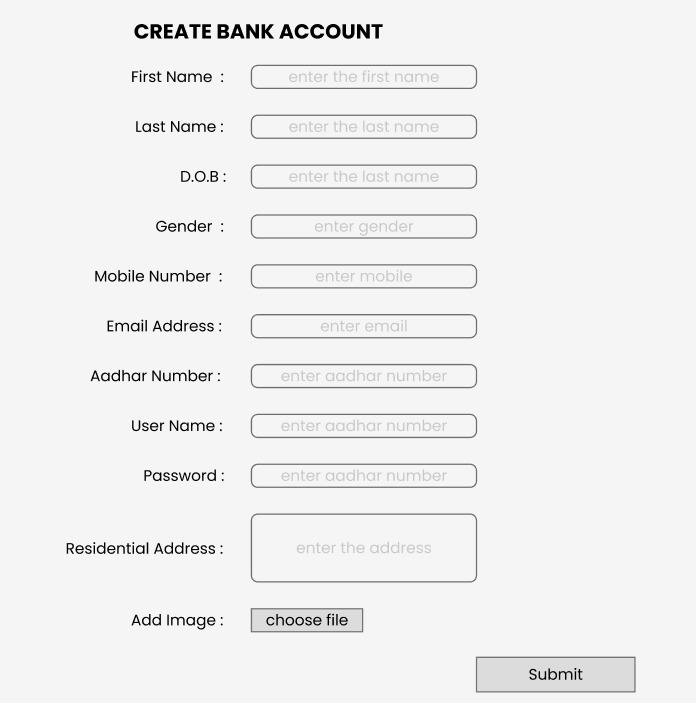 CREATE BANK ACCOUNT
First Name : enter the first name
Last Name : enter the last name
D.O.B : enter the last name
Gender : enter gender
Mobile Number : enter mobile
Email Address : enter email
Aadhar Number : enter aadhar number
User Name : enter aadhar number
Password : enter aadhar number
Residential Address : enter the address
Add Image : choose file
Submit